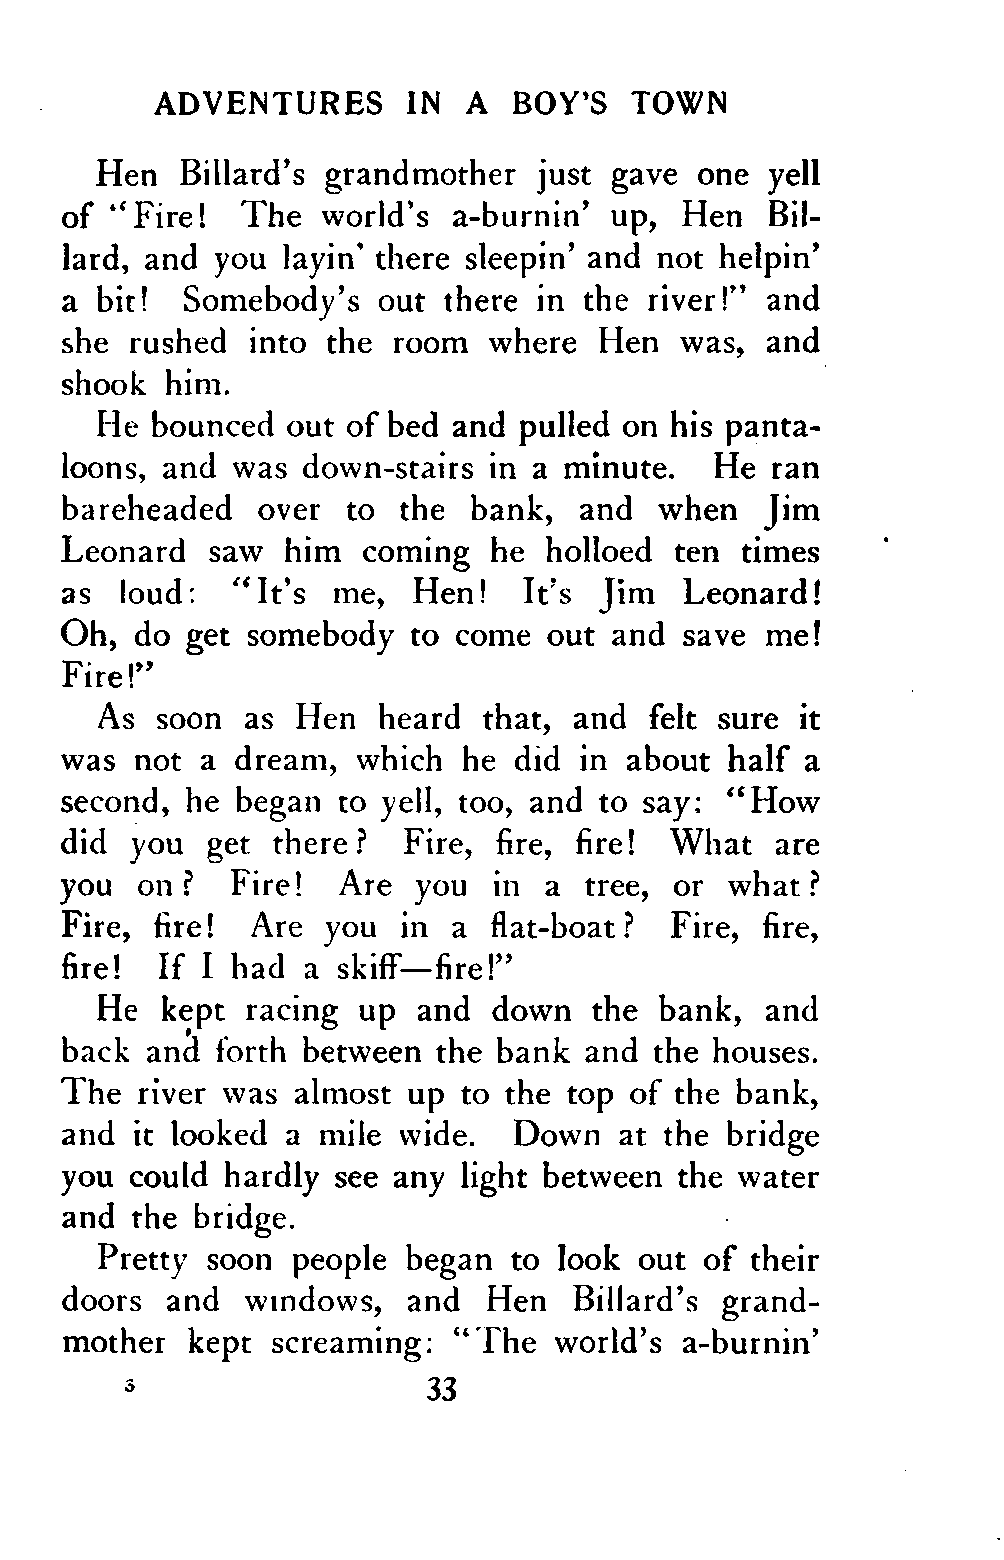 ADVENTURES IN A BOY'S TOWN
Hen Billard's grandmother just gave one yell
of "Fire! The world's a-burnin' up, Hen Bil-
lard, and you layin' there sleepin' and not helpin'
a bit! Somebody's out there in the river!" and
she rushed into the room where Hen was, and
shook him.
He bounced out of bed and pulled on his panta-
loons, and was down-stairs in a minute. He ran
bareheaded over to the bank, and when Jim
Leonard saw him coming he holloed ten times
as loud: "It's me, Hen! It's Jim Leonard!
Oh, do get somebody to come out and save me!
Fire!"
As soon as Hen heard that, and felt sure it
was not a dream, which he did in about half a
second, he began to yell, too, and to say: "How
did you get there? Fire, fire, fire! What are
you on? Fire! Are you in a tree, or what?
Fire, fire! Are you in a flat-boat? Fire, fire,
fire! If I had a skiff—fire!"
He kept racing up and down the bank, and
back and forth between the bank and the houses.
The river was almost up to the top of the bank,
and it looked a mile wide. Down at the bridge
you could hardly see any light between the water
and the bridge.
Pretty soon people began to look out of their
doors and windows, and Hen Billard's grand-
mother kept screaming: "The world's a-burnin'
3 33